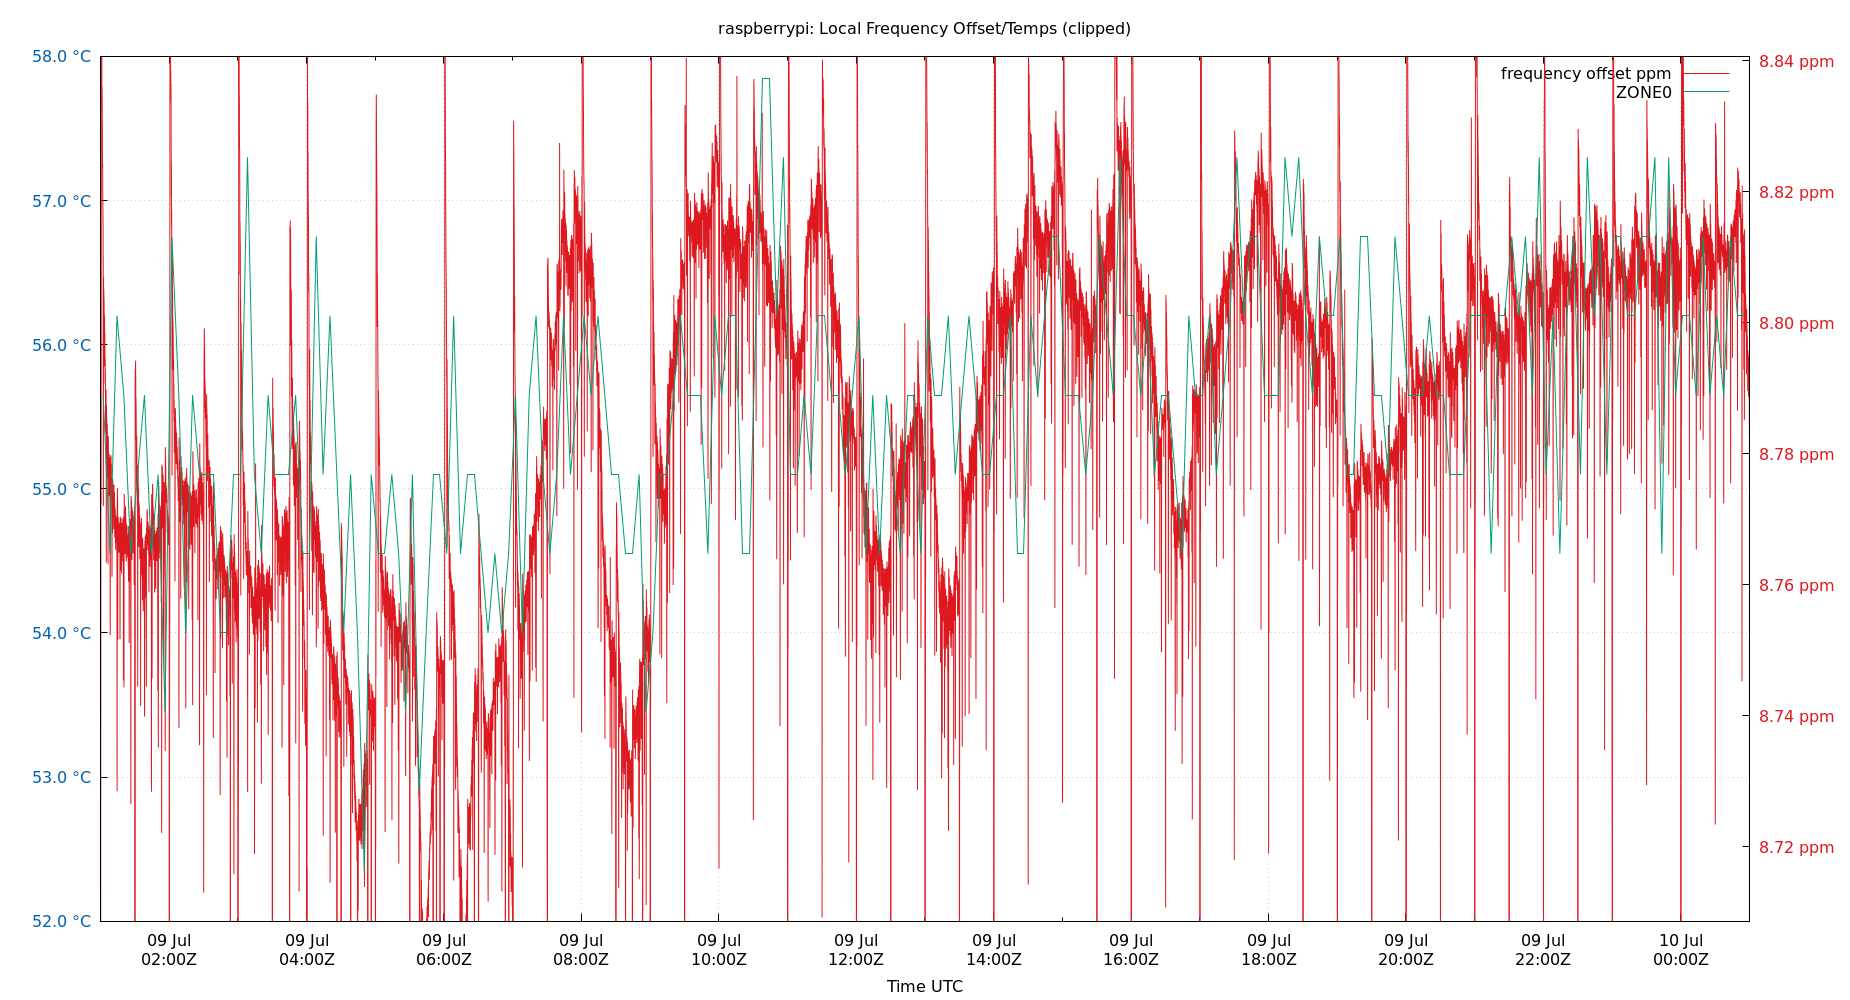 raspberrypi: Local Frequency Offset/Temps (clipped)
58.0 °C
57.0 °C
56.0 °C
55.0 °C
54.0 °C
53.0 °C
52.0 °C
frequency offset ppm
ZONE0
8.84 ppm
8.82 ppm
8.80 ppm
8.78 ppm
8.76 ppm
8.74 ppm
8.72 ppm
09 Jul
02:00Z
09 Jul
04:00Z
09 Jul
06:00Z
09 Jul
08:00Z
09 Jul
10:00Z
09 Jul
12:00Z
09 Jul
14:00Z
09 Jul
16:00Z
09 Jul
18:00Z
09 Jul
20:00Z
09 Jul
22:00Z
10 Jul
00:00Z
Time UTC